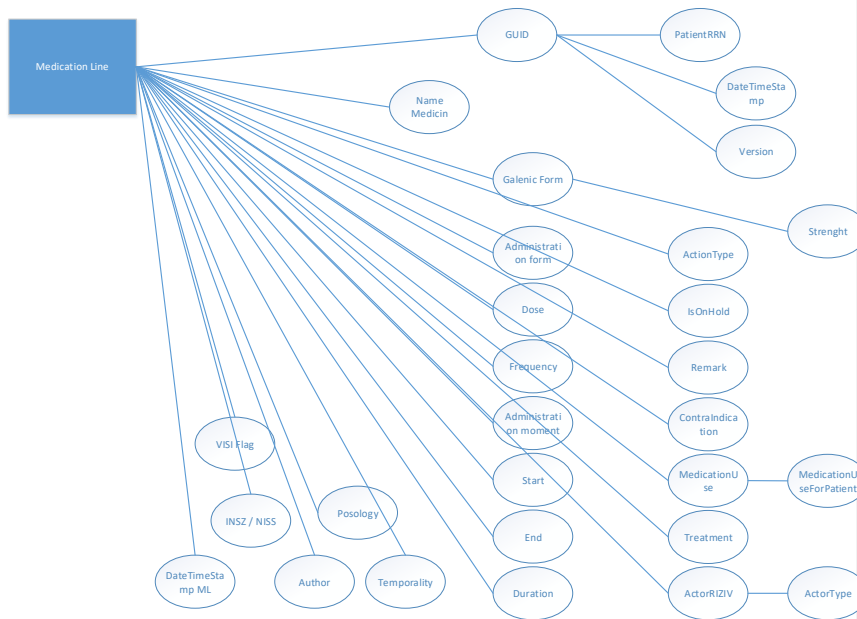 Medication Line
GUID
PatientRRN
DateTimeSta
mp
Name
Medicin
Version
Galenic Form
Strenght
Administrati
on form
ActionType
Dose
IsOnHold
Frequency
Remark
Administrati
on moment
ContraIndica
tion
VISI Flag
Start
MedicationU
se
MedicationU
seForPatient
INSZ / NISS
Posology
End
Treatment
DateTimeSta
mp ML
Author
Temporality
Duration
ActorRIZIV
ActorType